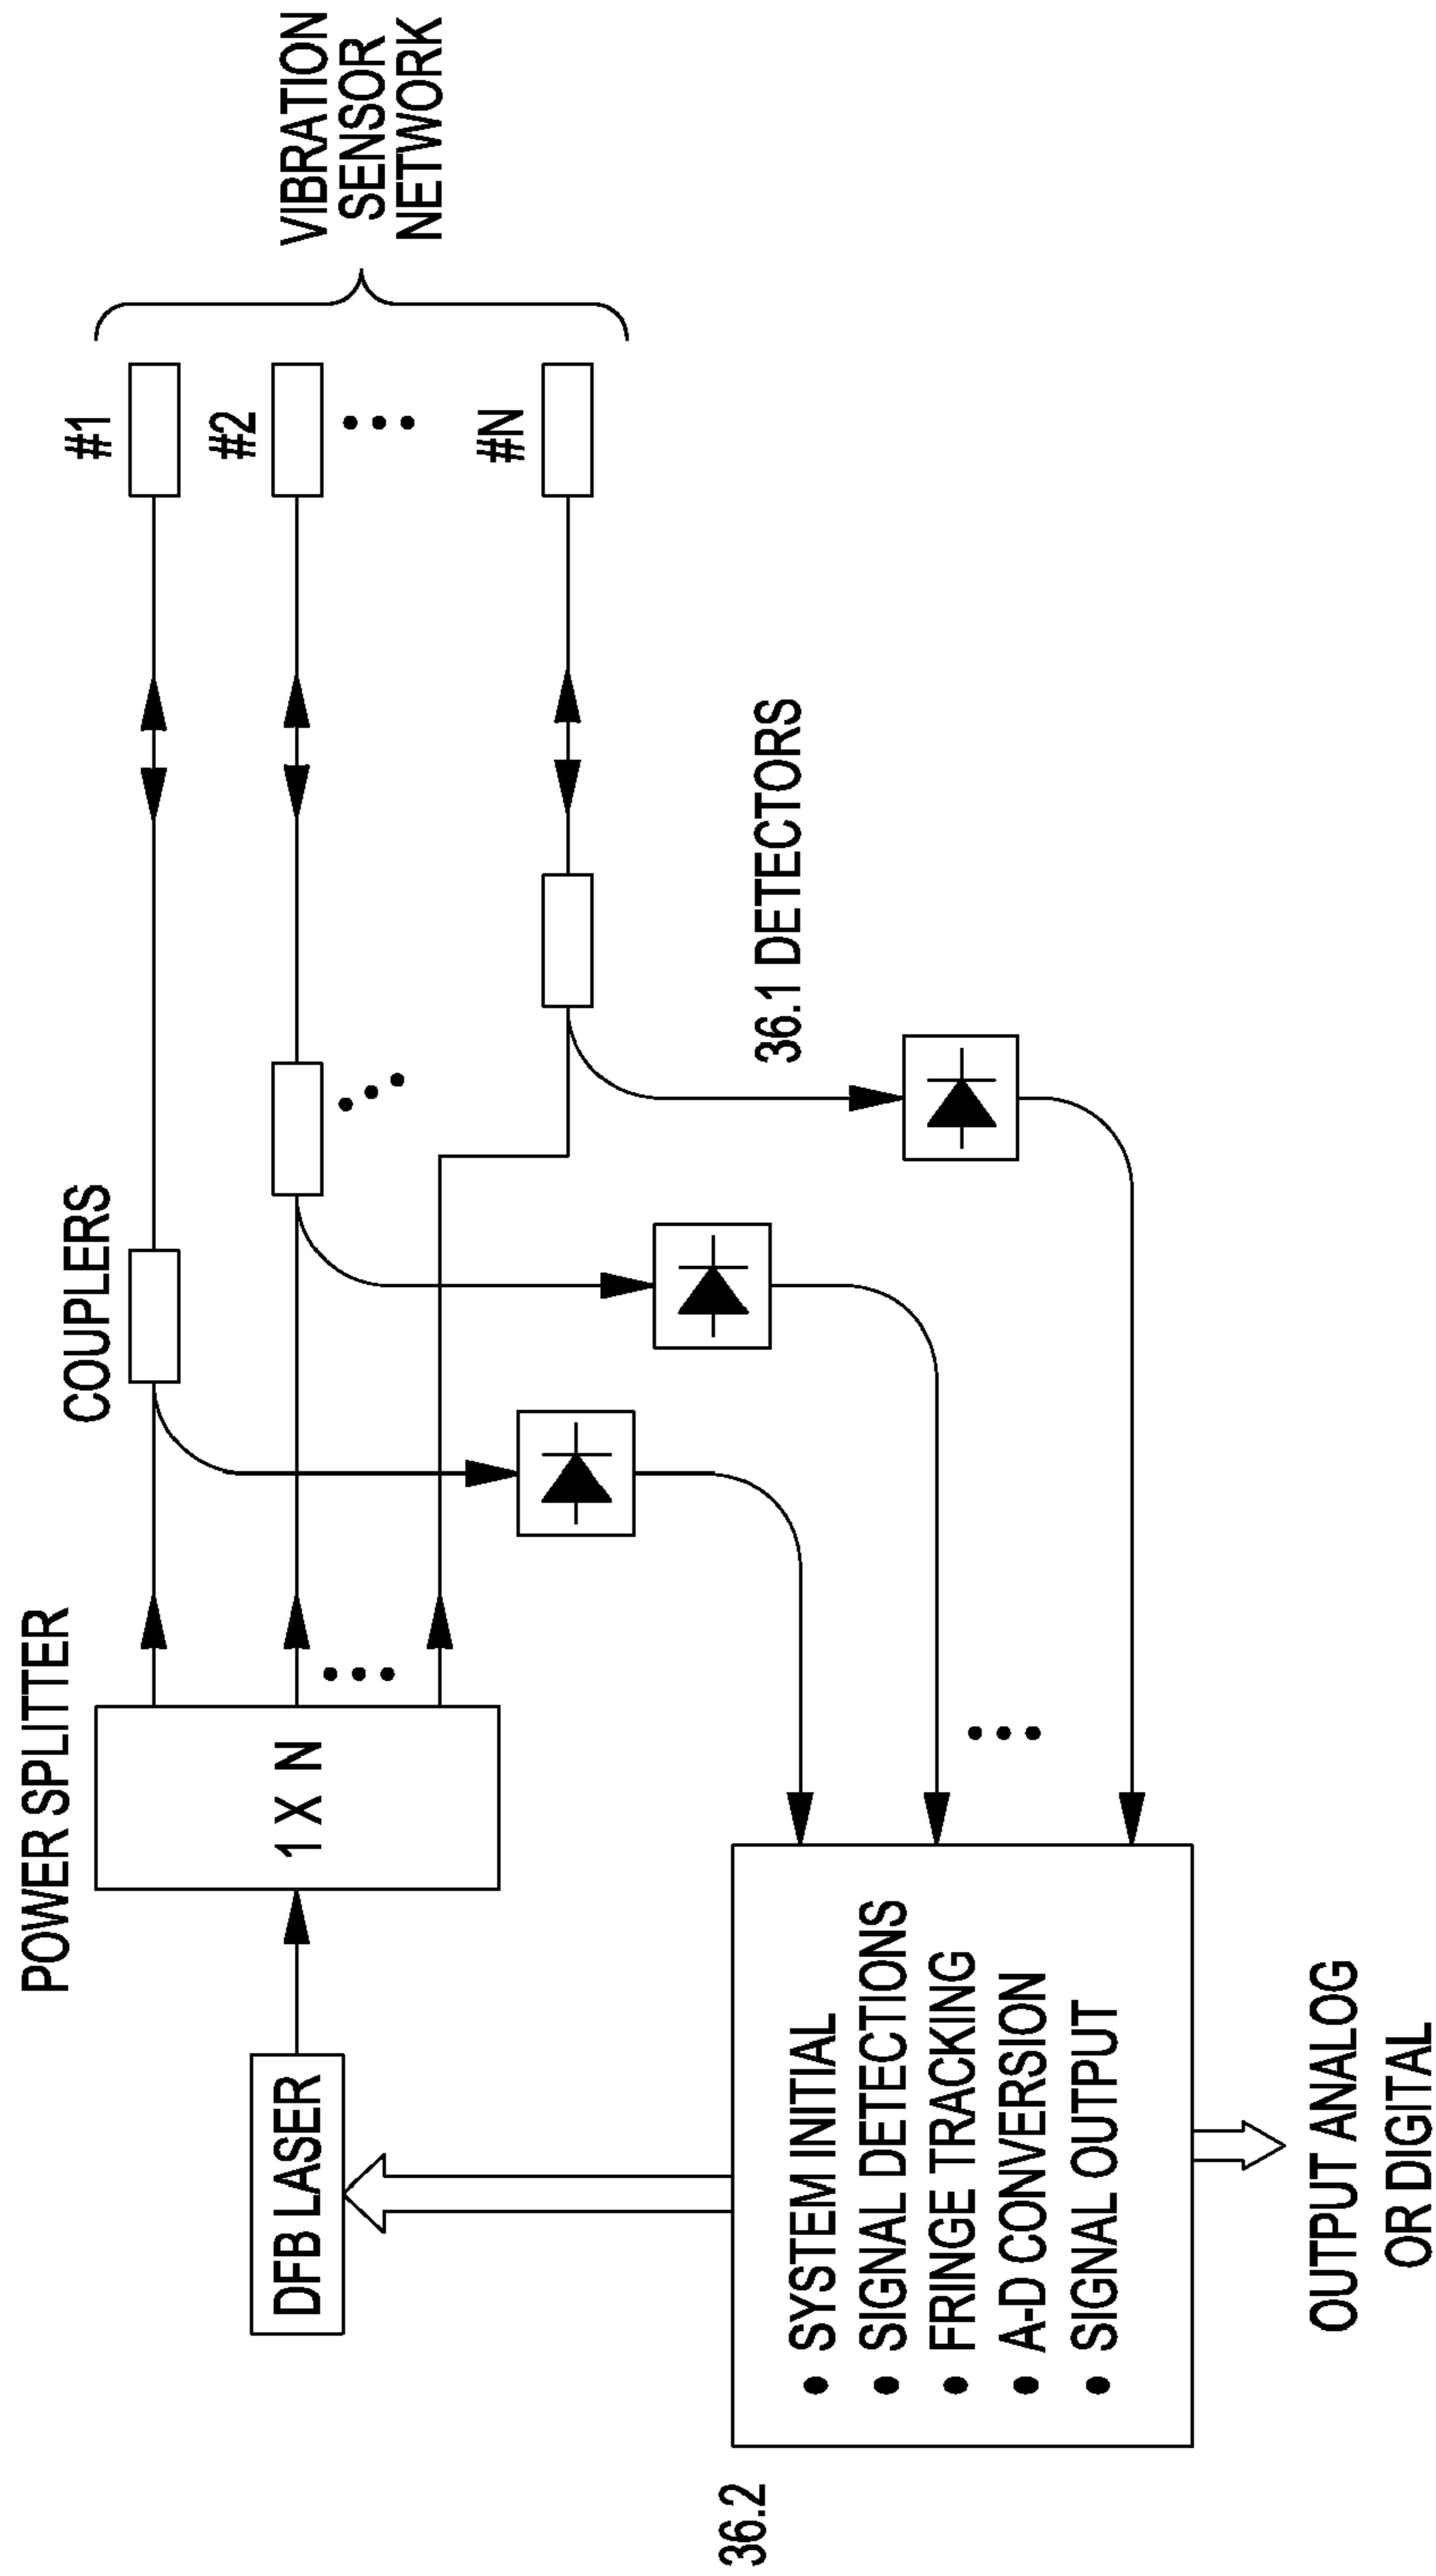 POWER SPLITTER
COUPLERS
#1
#2
#N
VIBRATION
SENSOR
NETWORK
DFB LASER
1 X N
36.1 DETECTORS
36.2
• SYSTEM INITIAL
• SIGNAL DETECTIONS
• FRINGE TRACKING
• A-D CONVERSION
• SIGNAL OUTPUT
OUTPUT ANALOG
OR DIGITAL